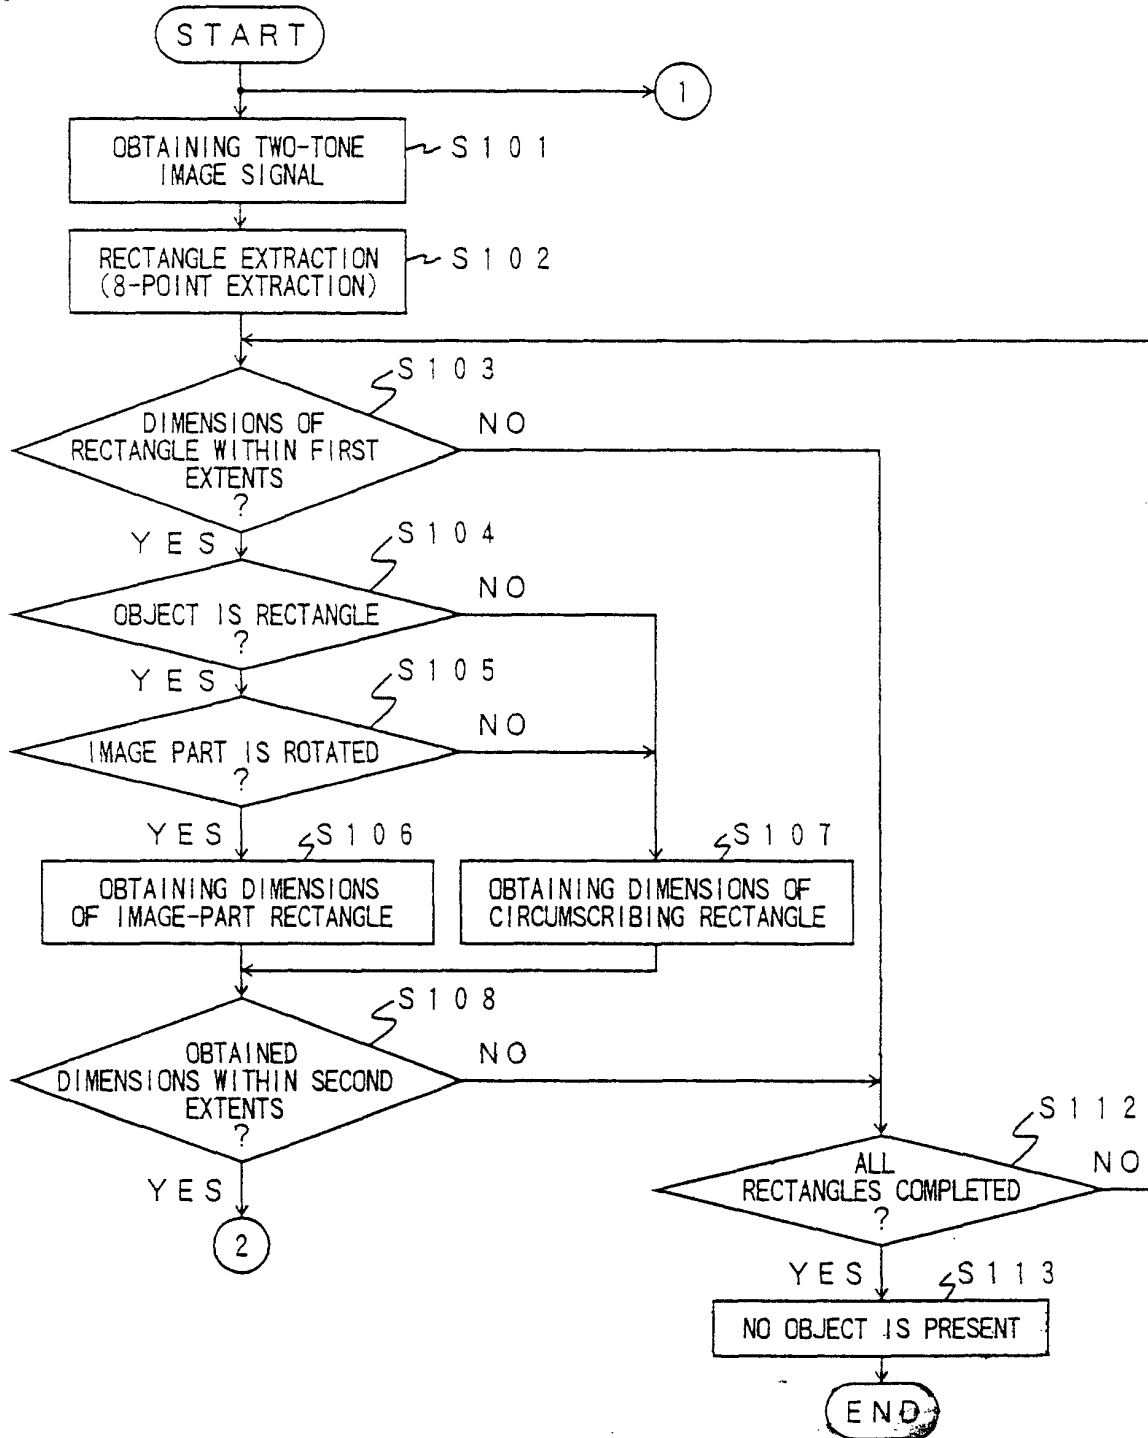 START
1
OBTAINING TWO-TONE
IMAGE SIGNAL
S101
RECTANGLE EXTRACTION
(8-POINT EXTRACTION)
S102
S103
DIMENSIONS OF
RECTANGLE WITHIN FIRST
EXTENTS
?
NO
YES
S104
OBJECT IS RECTANGLE
?
NO
YES
S105
IMAGE PART IS ROTATED
?
NO
YES
S106
OBTAINING DIMENSIONS
OF IMAGE-PART RECTANGLE
S107
OBTAINING DIMENSIONS OF
CIRCUMSCRIBING RECTANGLE
S108
OBTAINED
DIMENSIONS WITHIN SECOND
EXTENTS
?
NO
YES
2
S112
ALL
RECTANGLES COMPLETED
?
NO
YES
S113
NO OBJECT IS PRESENT
END